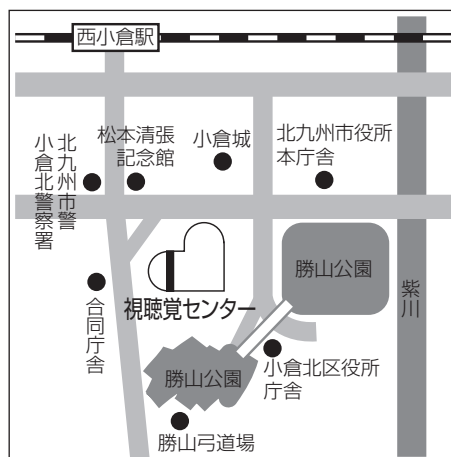 西小倉駅
松本清張
記念館
小倉城
北九州市役所
本庁舎
北九州市警
小倉北警察署
勝山公園
紫川
視聴覚センター
合同庁舎
勝山公園
小倉北区役所
庁舎
勝山弓道場